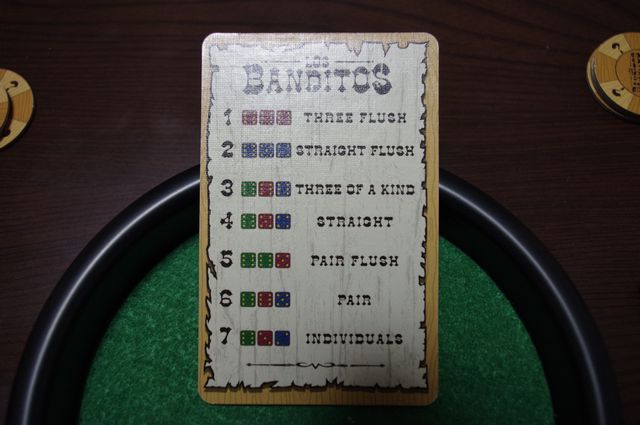 LOS
BANDITOS
1 THREE FLUSH
2 STRAIGHT FLUSH
3 THREE OF A KIND
4 STRAIGHT
5 PAIR FLUSH
6 PAIR
7 INDIVIDUALS